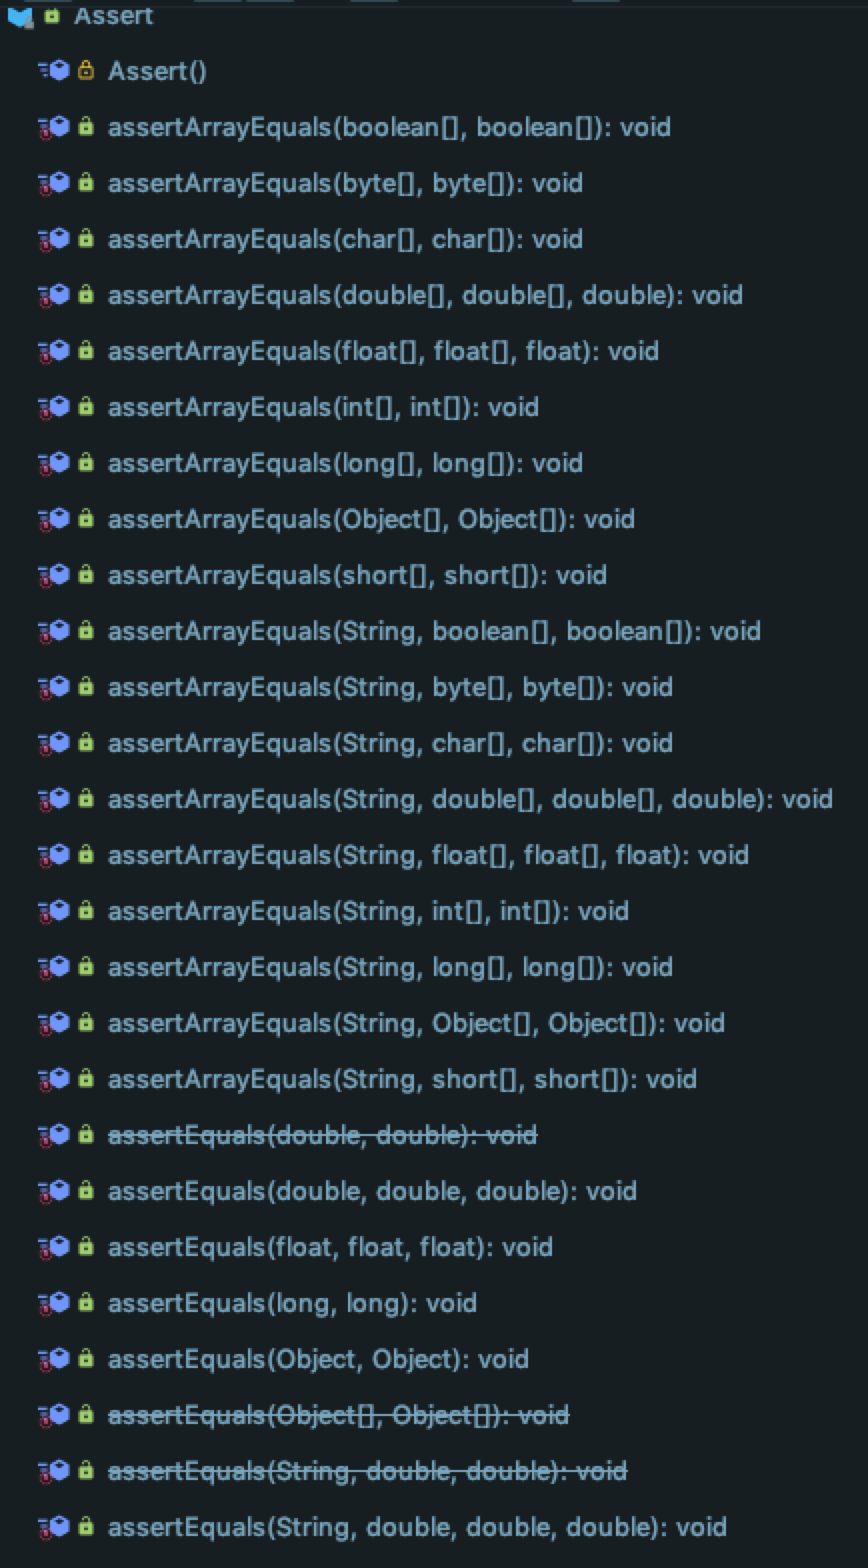 Assert
Assert()
assertArrayEquals(boolean[], boolean[]): void
assertArrayEquals(byte[], byte[]): void
assertArrayEquals(char[], char[]): void
assertArrayEquals(double[], double[], double): void
assertArrayEquals(float[], float[], float): void
assertArrayEquals(int[], int[]): void
assertArrayEquals(long[], long[]): void
assertArrayEquals(Object[], Object[]): void
assertArrayEquals(short[], short[]): void
assertArrayEquals(String, boolean[], boolean[]): void
assertArrayEquals(String, byte[], byte[]): void
assertArrayEquals(String, char[], char[]): void
assertArrayEquals(String, double[], double[], double): void
assertArrayEquals(String, float[], float[], float): void
assertArrayEquals(String, int[], int[]): void
assertArrayEquals(String, long[], long[]): void
assertArrayEquals(String, Object[], Object[]): void
assertArrayEquals(String, short[], short[]): void
assertEquals(double, double): void
assertEquals(double, double, double): void
assertEquals(float, float, float): void
assertEquals(long, long): void
assertEquals(Object, Object): void
assertEquals(Object[], Object[]): void
assertEquals(String, double, double): void
assertEquals(String, double, double, double): void